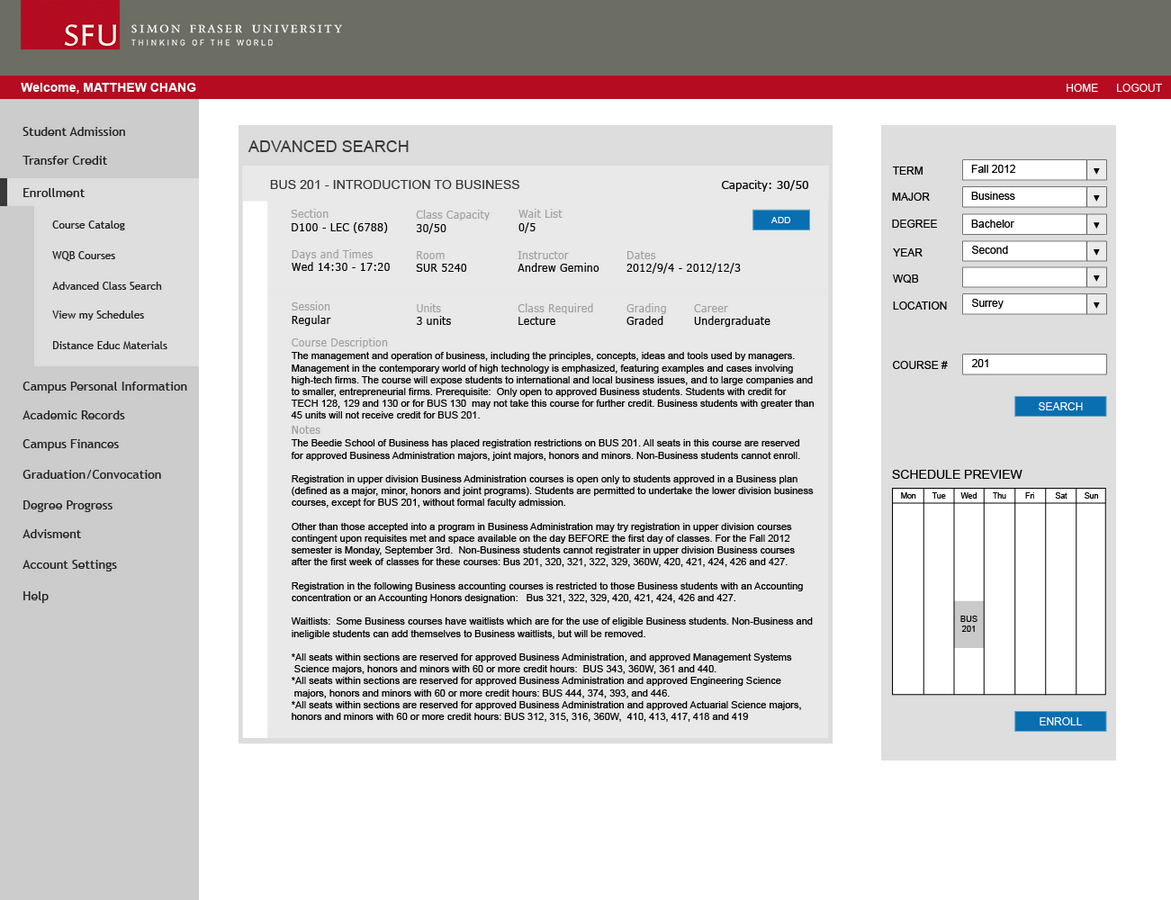 SFU SIMON FRASER UNIVERSITY
THINKING OF THE WORLD
Welcome, MATTHEW CHANG
HOME LOGOUT
Student Admission
Transfer Credit
Enrollment
Course Catalog
WQB Courses
Advanced Class Search
View my Schedules
Distance Educ Materials
Campus Personal Information
Academic Records
Campus Finances
Graduation/Convocation
Degree Progress
Advisment
Account Settings
Help
ADVANCED SEARCH
BUS 201 - INTRODUCTION TO BUSINESS Capacity: 30/50
Section Class Capacity Wait List
D100 - LEC (6788) 30/50 0/5
ADD
Days and Times Room Instructor Dates
Wed 14:30 - 17:20 SUR 5240 Andrew Gemino 2012/9/4 - 2012/12/3
Session Units Class Required Grading Career
Regular 3 units Lecture Graded Undergraduate
Course Description
The management and operation of business, including the principles, concepts, ideas and tools used by managers.
Management in the contemporary world of high technology is emphasized, featuring examples and cases involving
high-tech firms. The course will expose students to international and local business issues, and to large companies and
to smaller, entrepreneurial firms. Prerequisite: Only open to approved Business students. Students with credit for
TECH 128, 129 and 130 or for BUS 130 may not take this course for further credit. Business students with greater than
45 units will not receive credit for BUS 201.
Notes
The Beedie School of Business has placed registration restrictions on BUS 201. All seats in this course are reserved
for approved Business Administration majors, joint majors, honors and minors. Non-Business students cannot enroll.
Registration in upper division Business Administration courses is open only to students approved in a Business plan
(defined as a major, minor, honors and joint programs). Students are permitted to undertake the lower division business
courses, except for BUS 201, without formal faculty admission.
Other than those accepted into a program in Business Administration may try registration in upper division courses
contingent upon requisites met and space available on the day BEFORE the first day of classes. For the Fall 2012
semester is Monday, September 3rd. Non-Business students cannot registrater in upper division Business courses
after the first week of classes for these courses: Bus 201, 320, 321, 322, 329, 360W, 420, 421, 424, 426 and 427.
Registration in the following Business accounting courses is restricted to those Business students with an Accounting
concentration or an Accounting Honors designation: Bus 321, 322, 329, 420, 421, 424, 426 and 427.
Waitlists: Some Business courses have waitlists which are for the use of eligible Business students. Non-Business and
ineligible students can add themselves to Business waitlists, but will be removed.
*All seats within sections are reserved for approved Business Administration, and approved Management Systems
Science majors, honors and minors with 60 or more credit hours: BUS 343, 360W, 361 and 440.
*All seats within sections are reserved for approved Business Administration and approved Engineering Science
majors, honors and minors with 60 or more credit hours: BUS 444, 374, 393, and 446.
*All seats within sections are reserved for approved Business Administration and approved Actuarial Science majors,
honors and minors with 60 or more credit hours: BUS 312, 315, 316, 360W, 410, 413, 417, 418 and 419
TERM Fall 2012
MAJOR Business
DEGREE Bachelor
YEAR Second
WQB
LOCATION Surrey
COURSE # 201
SEARCH
SCHEDULE PREVIEW
Mon Tue Wed Thu Fri Sat Sun
BUS
201
ENROLL